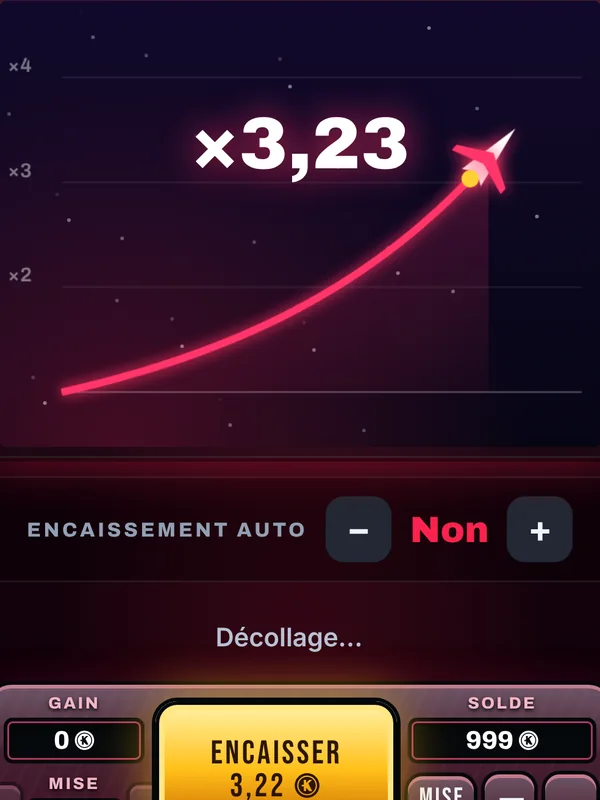 ×4
×3,23
×3
×2
ENCAISSEMENT AUTO − Non +
Décollage...
GAIN
0 K
ENCAISSER
3,22 K
SOLDE
999 K
MISE
MISE
−